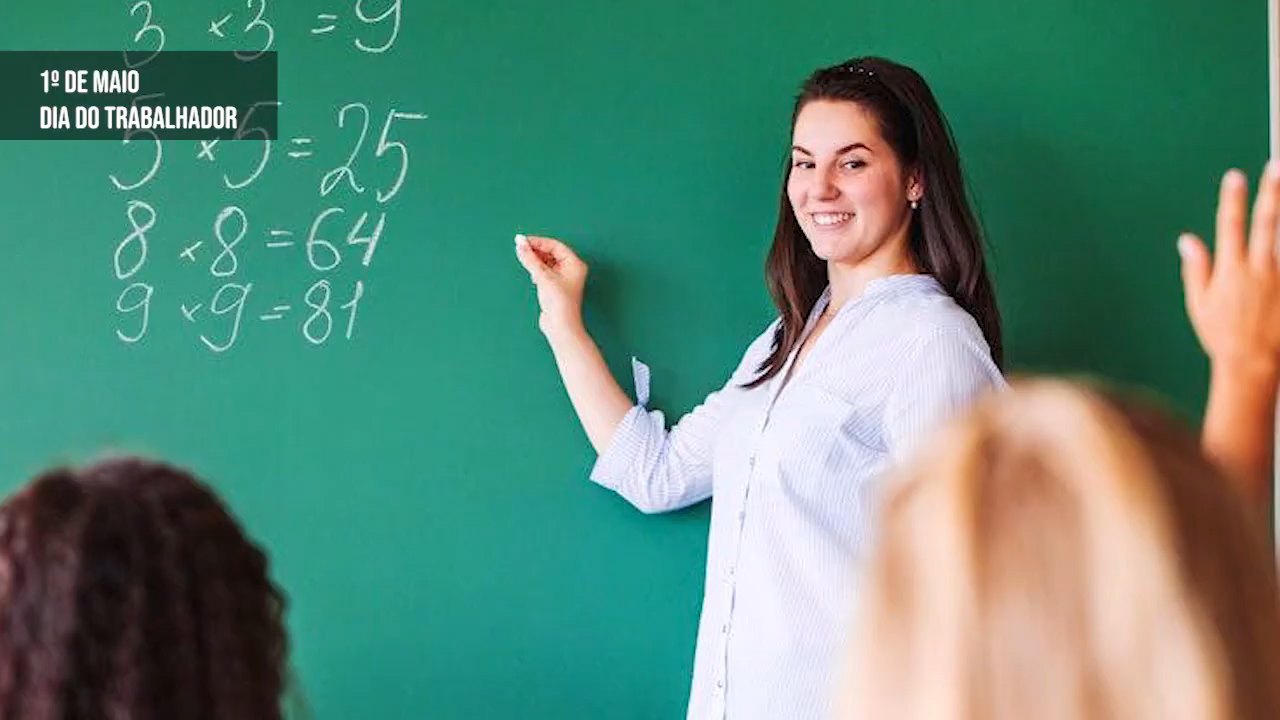 3 × 3 = 9
1º DE MAIO
DIA DO TRABALHADOR
5 × 5 = 25
8 × 8 = 64
9 × 9 = 81